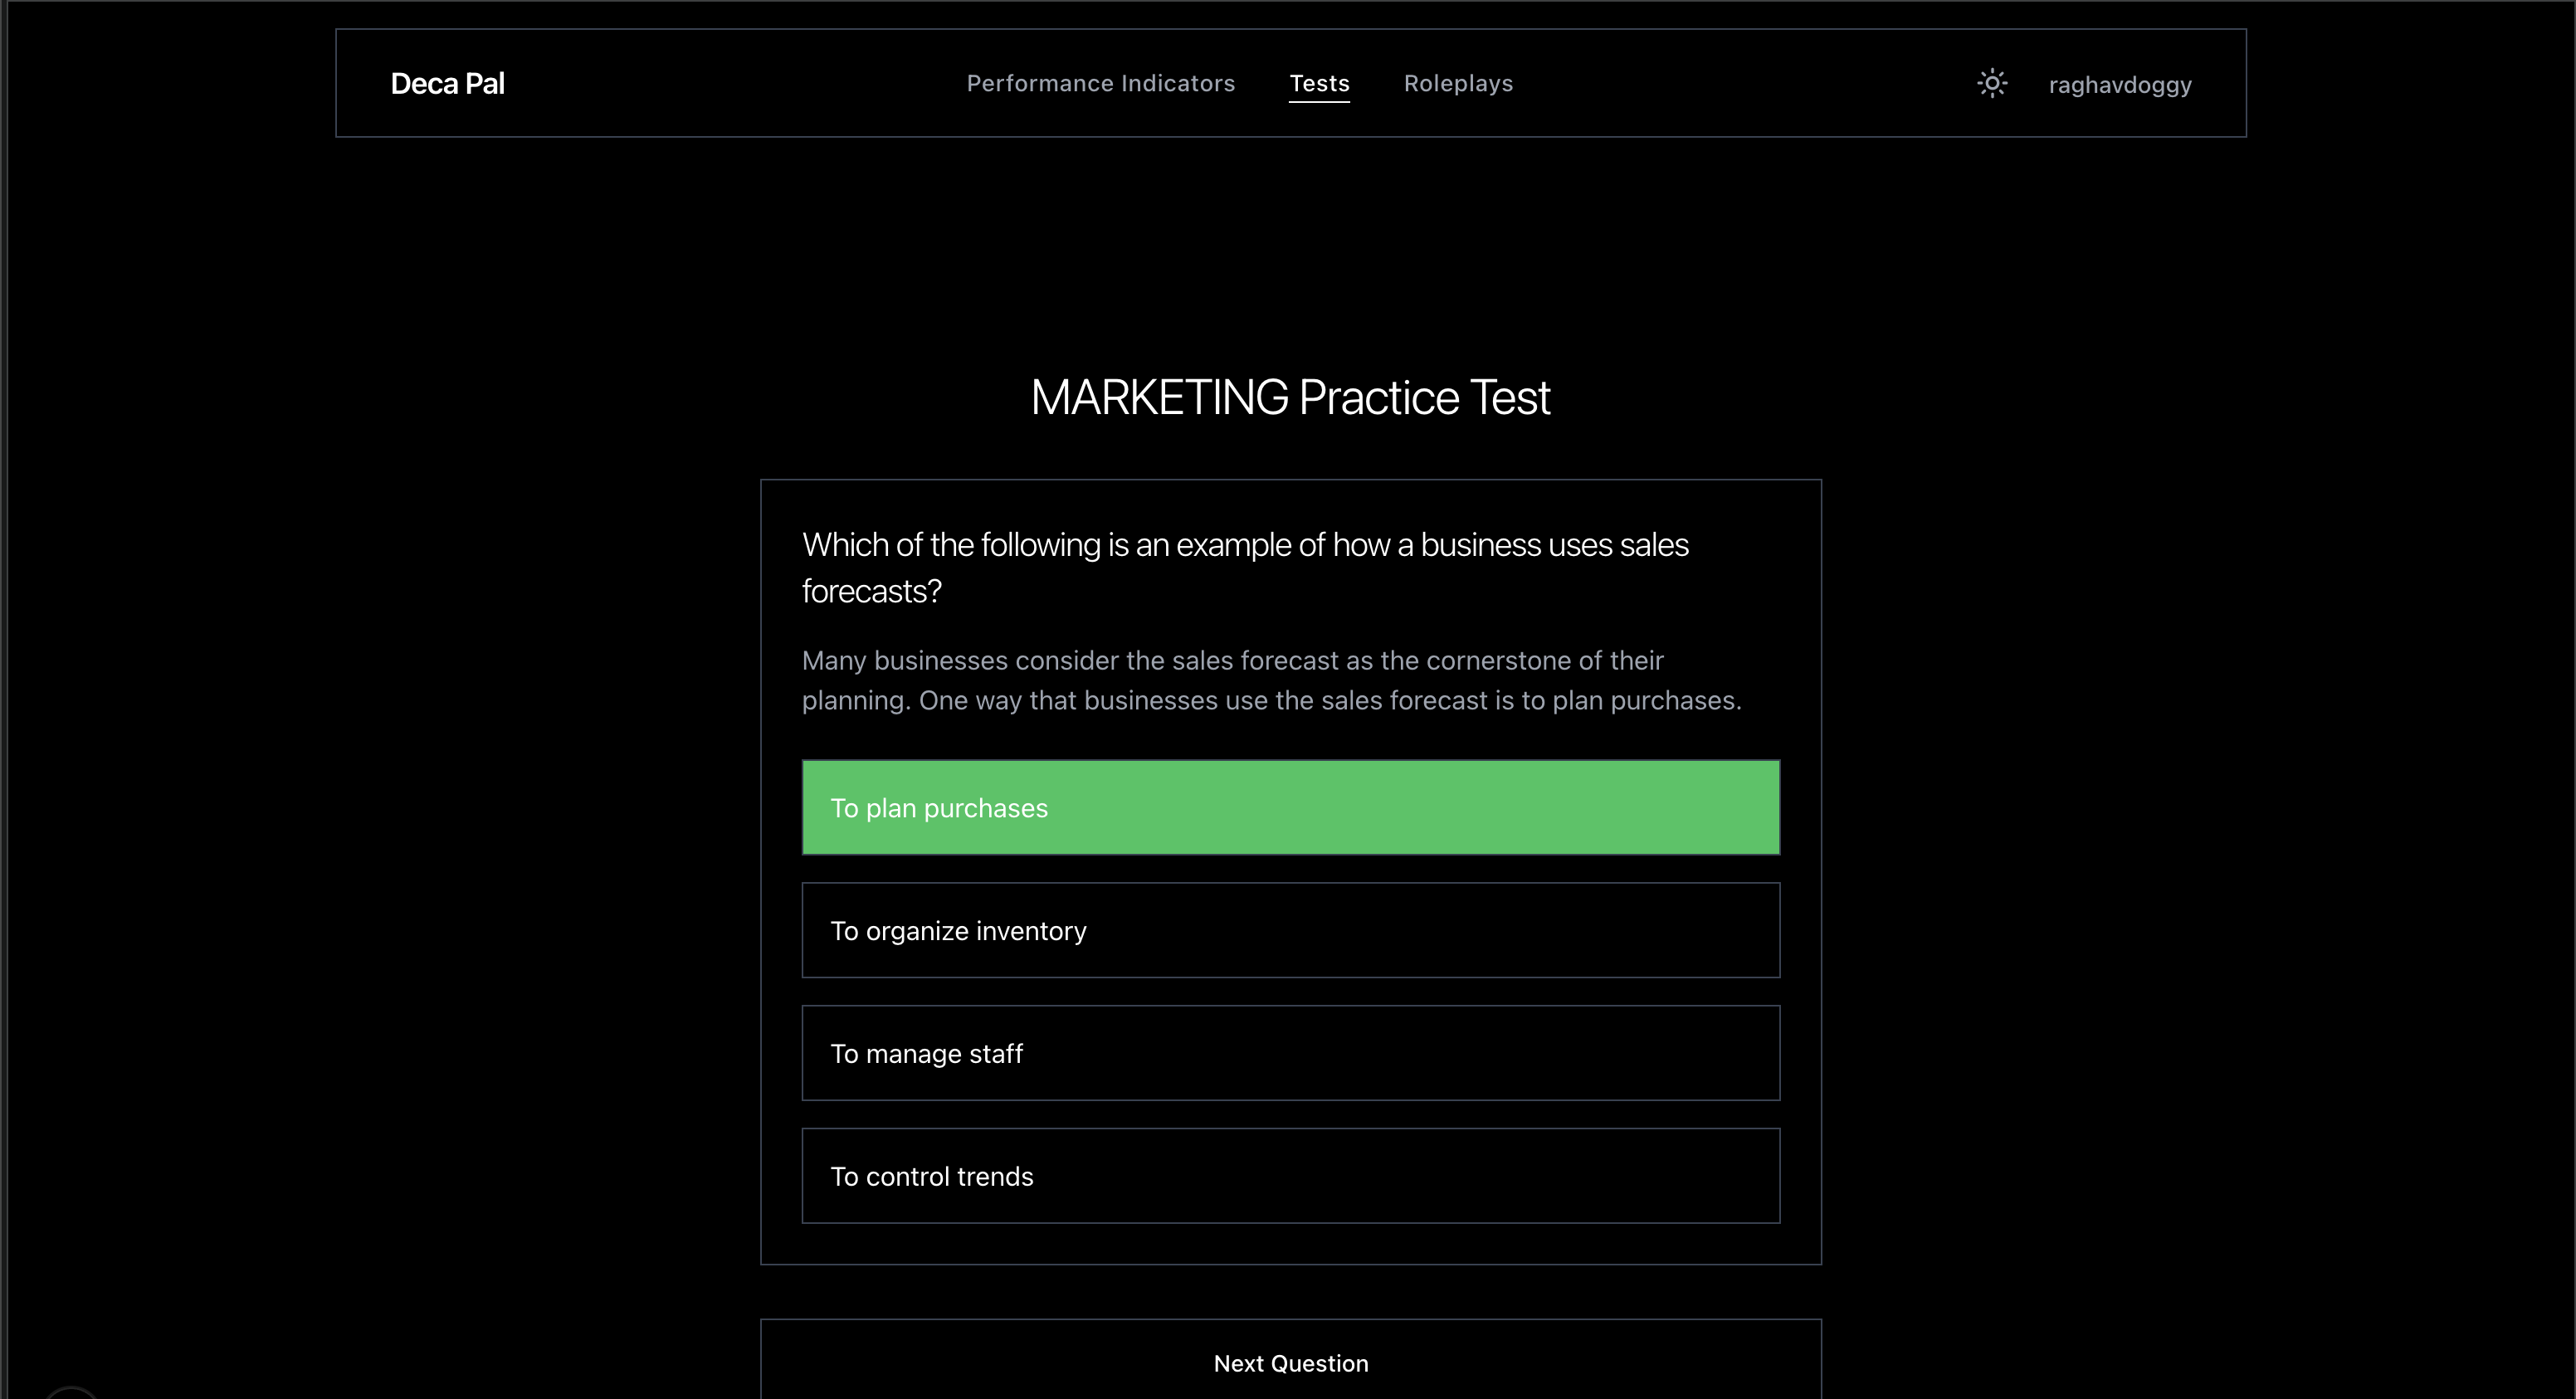 Deca Pal
Performance Indicators
Tests
Roleplays
raghavdoggy
MARKETING Practice Test
Which of the following is an example of how a business uses sales
forecasts?
Many businesses consider the sales forecast as the cornerstone of their
planning. One way that businesses use the sales forecast is to plan purchases.
To plan purchases
To organize inventory
To manage staff
To control trends
Next Question